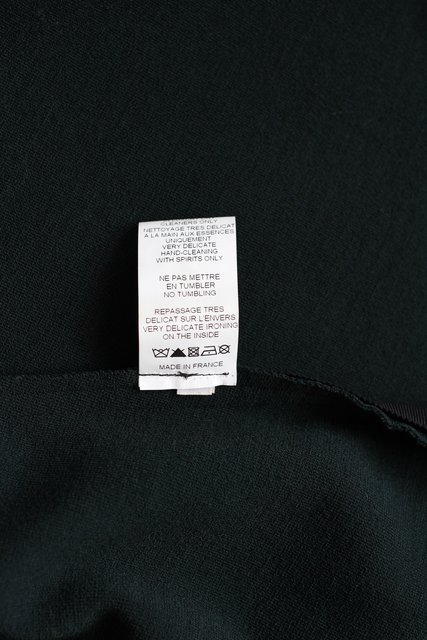 CLEANERS ONLY
NETTOYAGE TRES DELICAT
A LA MAIN AUX ESSENCES
UNIQUEMENT
VERY DELICATE
HAND-CLEANING
WITH SPIRITS ONLY
NE PAS METTRE
EN TUMBLER
NO TUMBLING
REPASSAGE TRES
DELICAT SUR L'ENVERS
VERY DELICATE IRONING
ON THE INSIDE
MADE IN FRANCE